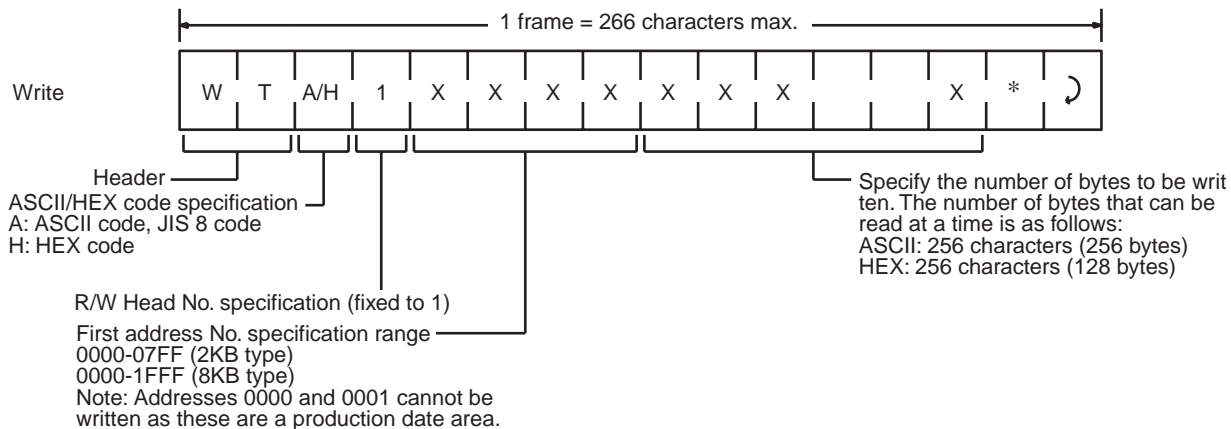 1 frame = 266 characters max.
Write
W T A/H 1 X X X X X X X X *
Header
ASCII/HEX code specification
A: ASCII code, JIS 8 code
H: HEX code
R/W Head No. specification (fixed to 1)
First address No. specification range
0000-07FF (2KB type)
0000-1FFF (8KB type)
Note: Addresses 0000 and 0001 cannot be
written as these are a production date area.
Specify the number of bytes to be writ
ten. The number of bytes that can be
read at a time is as follows:
ASCII: 256 characters (256 bytes)
HEX: 256 characters (128 bytes)